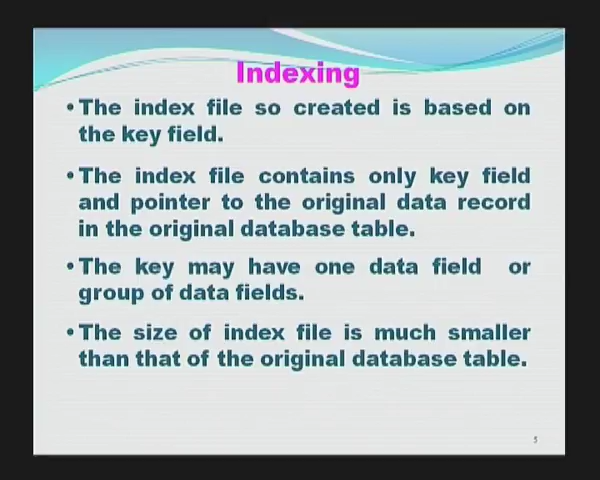 Indexing
•The index file so created is based on
the key field.
•The index file contains only key field
and pointer to the original data record
in the original database table.
•The key may have one data field or
group of data fields.
•The size of index file is much smaller
than that of the original database table.
5